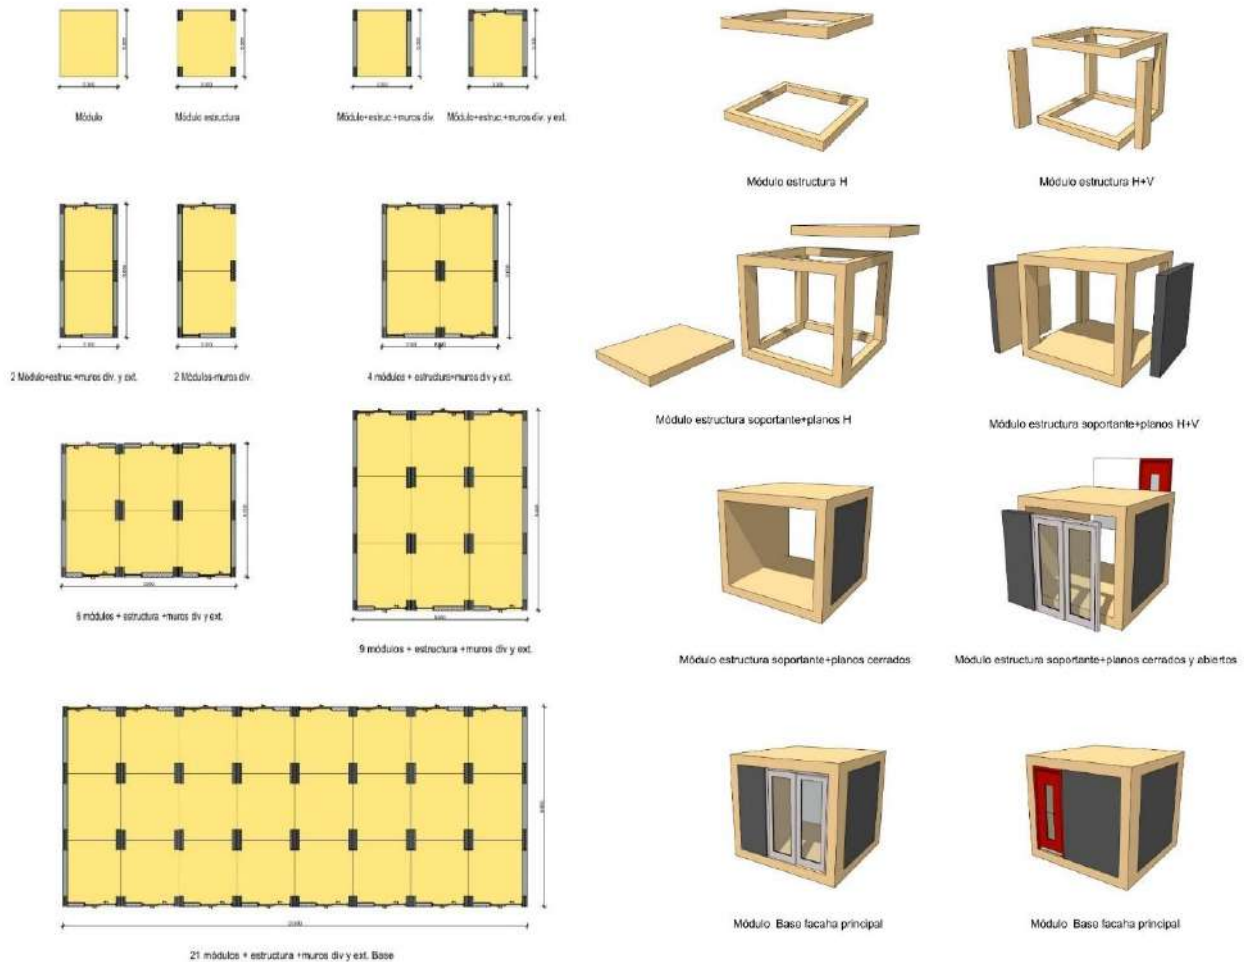 Módulo
Módulo estructura
Módulo+estruc.+muros div.
Módulo+estruc.+muros div. y ext.
Módulo estructura H
Módulo estructura H+V
2 Módulo+estruc.+muros div. y ext.
2 Módulos-muros div.
4 módulos + estructura+muros div y ext.
Módulo estructura soportante+planos H
Módulo estructura soportante+planos H+V
6 módulos + estructura +muros div y ext.
9 módulos + estructura +muros div y ext.
Módulo estructura soportante+planos cerrados
Módulo estructura soportante+planos cerrados y abiertos
21 módulos + estructura +muros div y ext. Base
Módulo Base facaha principal
Módulo Base facaha principal